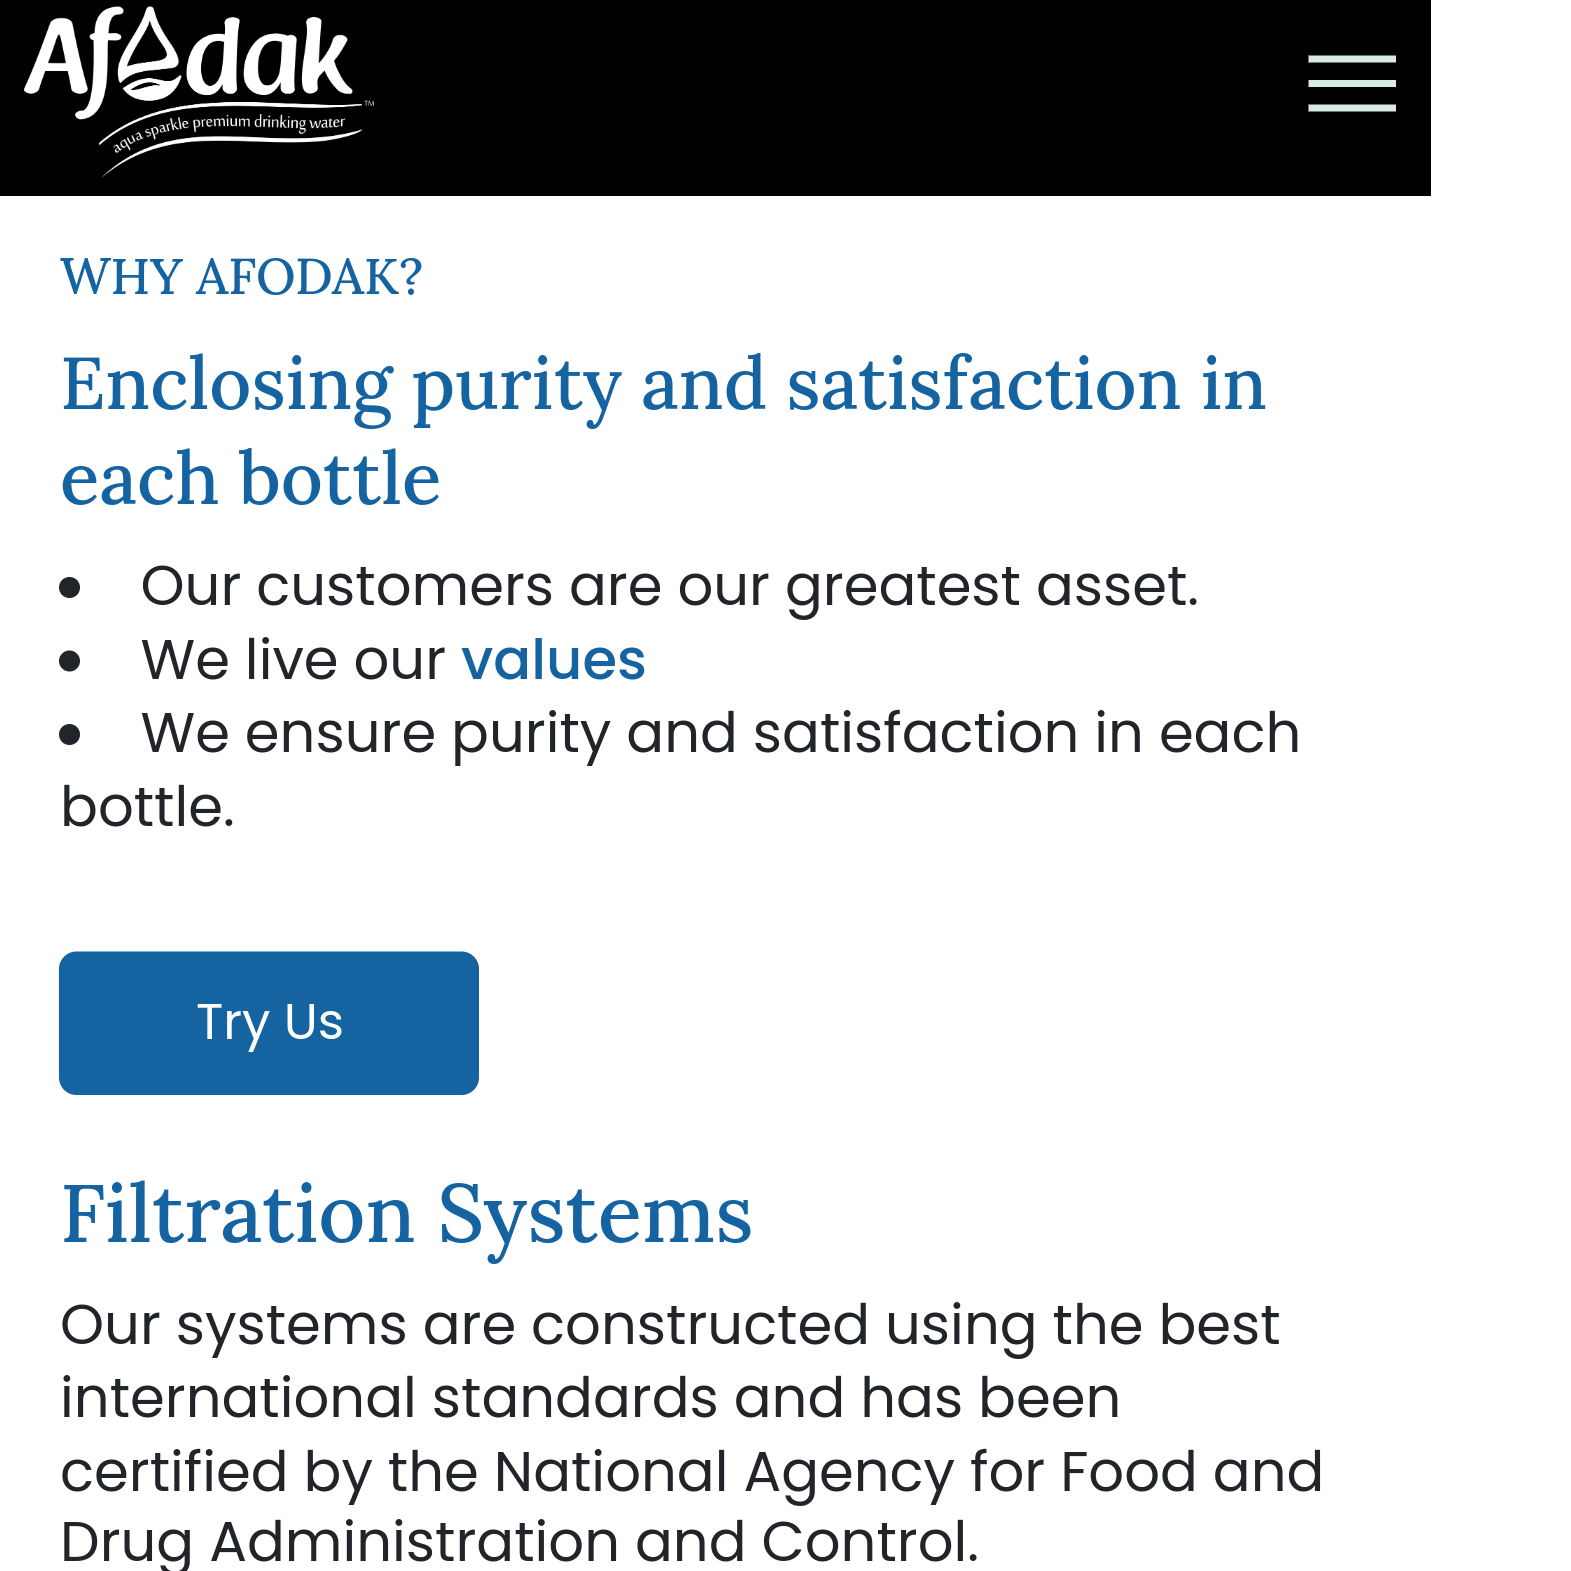 Afodak
aqua sparkle premium drinking water
™
WHY AFODAK?
Enclosing purity and satisfaction in
each bottle
• Our customers are our greatest asset.
• We live our values
• We ensure purity and satisfaction in each
bottle.
Try Us
Filtration Systems
Our systems are constructed using the best
international standards and has been
certified by the National Agency for Food and
Drug Administration and Control.